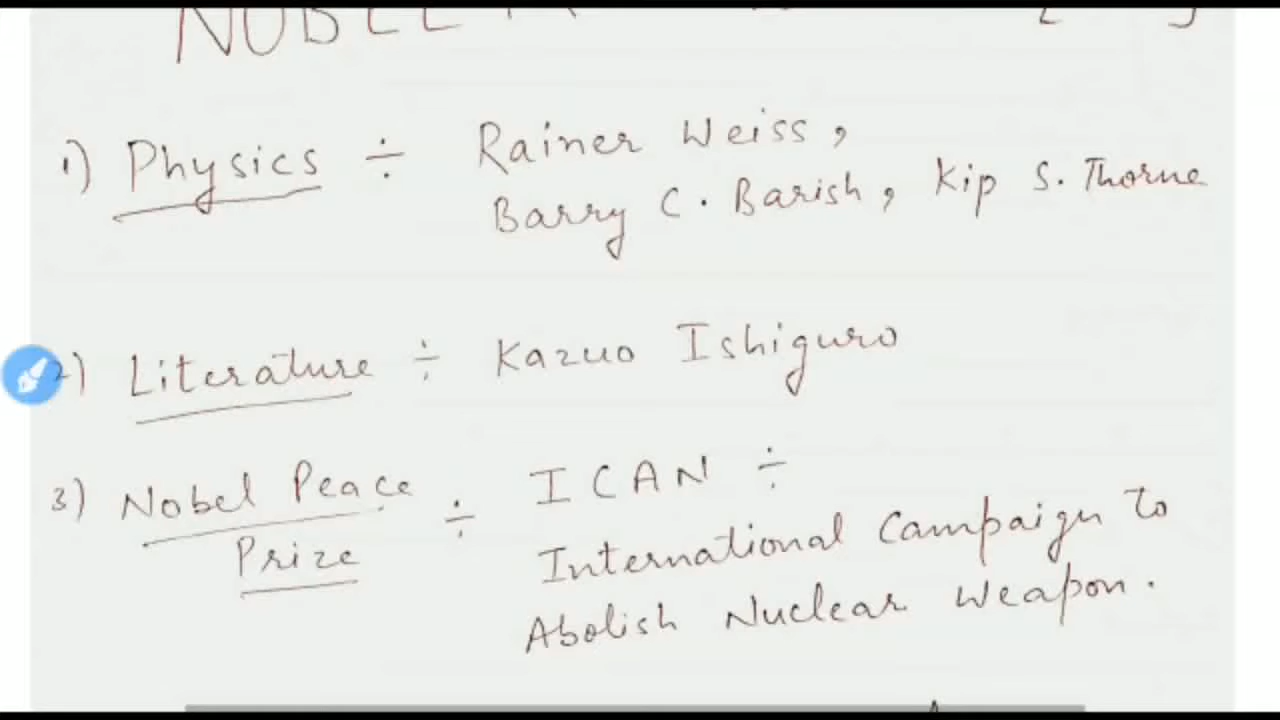 NOBEL
1) Physics ÷ Rainer Weiss,
Barry C. Barish, Kip S. Thorne
2) Literature ÷ Kazuo Ishiguro
3) Nobel Peace Prize ÷ ICAN ÷
International Campaign to
Abolish Nuclear Weapon.